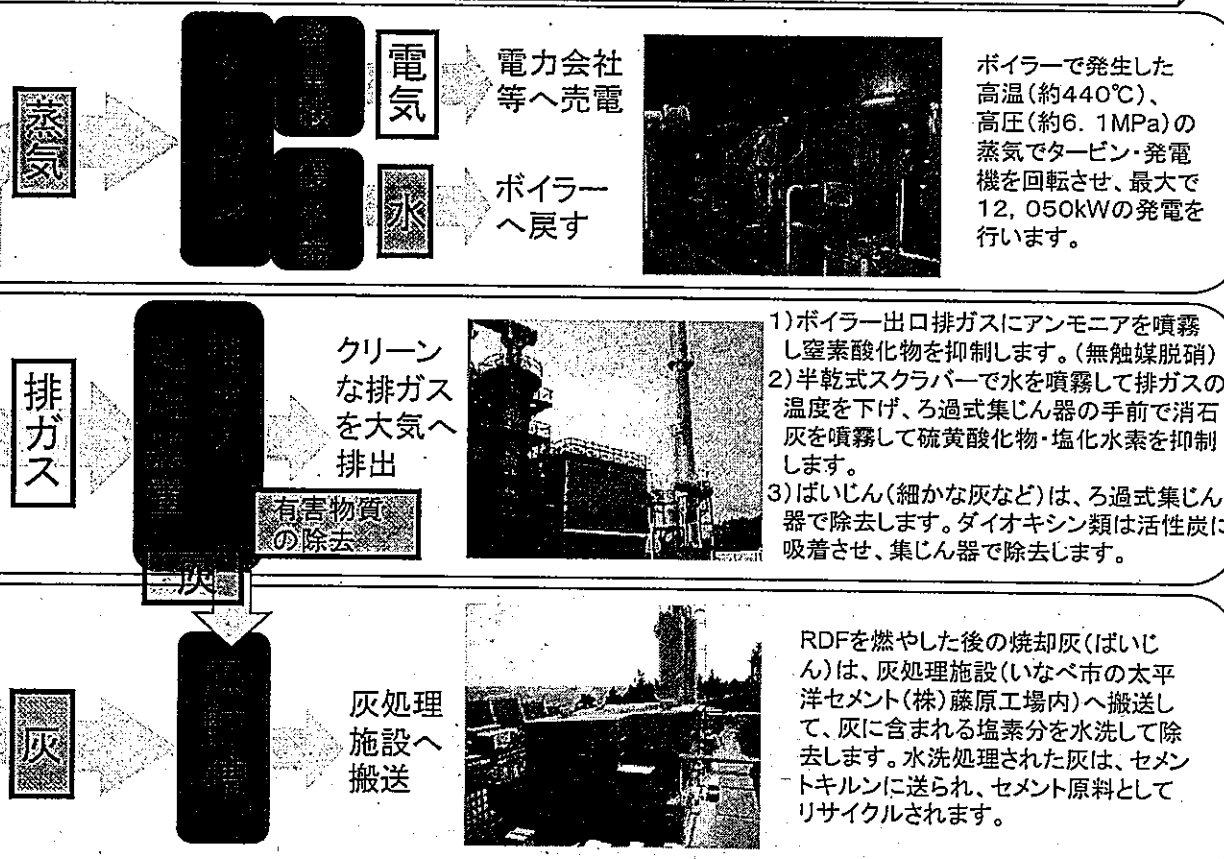 蒸気
電気
電力会社
等へ売電
水
ボイラー
へ戻す
ボイラーで発生した
高温(約440℃)、
高圧(約6.1MPa)の
蒸気でタービン・発電
機を回転させ、最大で
12,050kWの発電を
行います。
排ガス
クリーン
な排ガス
を大気へ
排出
有害物質
の除去
灰
1)ボイラー出口排ガスにアンモニアを噴霧
し窒素酸化物を抑制します。(無触媒脱硝)
2)半乾式スクラバーで水を噴霧して排ガスの
温度を下げ、ろ過式集じん器の手前で消石
灰を噴霧して硫黄酸化物・塩化水素を抑制
します。
3)ばいじん(細かな灰など)は、ろ過式集じん
器で除去します。ダイオキシン類は活性炭に
吸着させ、集じん器で除去します。
灰
灰処理
施設へ
搬送
RDFを燃やした後の焼却灰(ばいじ
ん)は、灰処理施設(いなべ市の太平
洋セメント(株)藤原工場内)へ搬送し
て、灰に含まれる塩素分を水洗して除
去します。水洗処理された灰は、セメン
トキルンに送られ、セメント原料として
リサイクルされます。